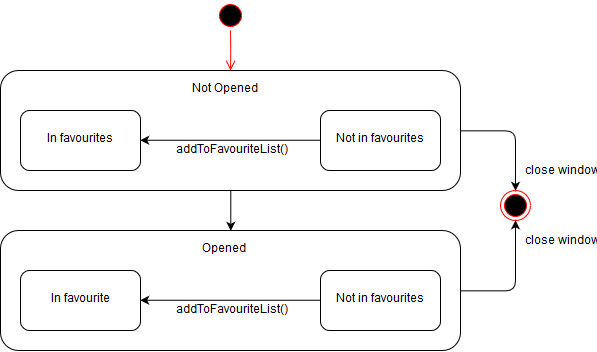 Not Opened
In favourites
addToFavouriteList()
Not in favourites
close window
Opened
close window
In favourite
addToFavouriteList()
Not in favourites